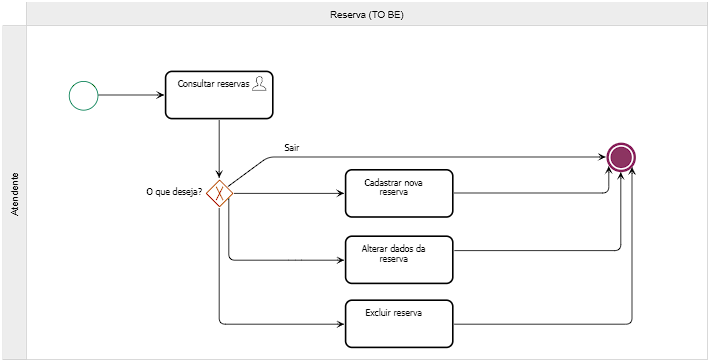 Reserva (TO BE)
Atendente
Consultar reservas
Sair
O que deseja?
Cadastrar nova
reserva
Alterar dados da
reserva
Excluir reserva